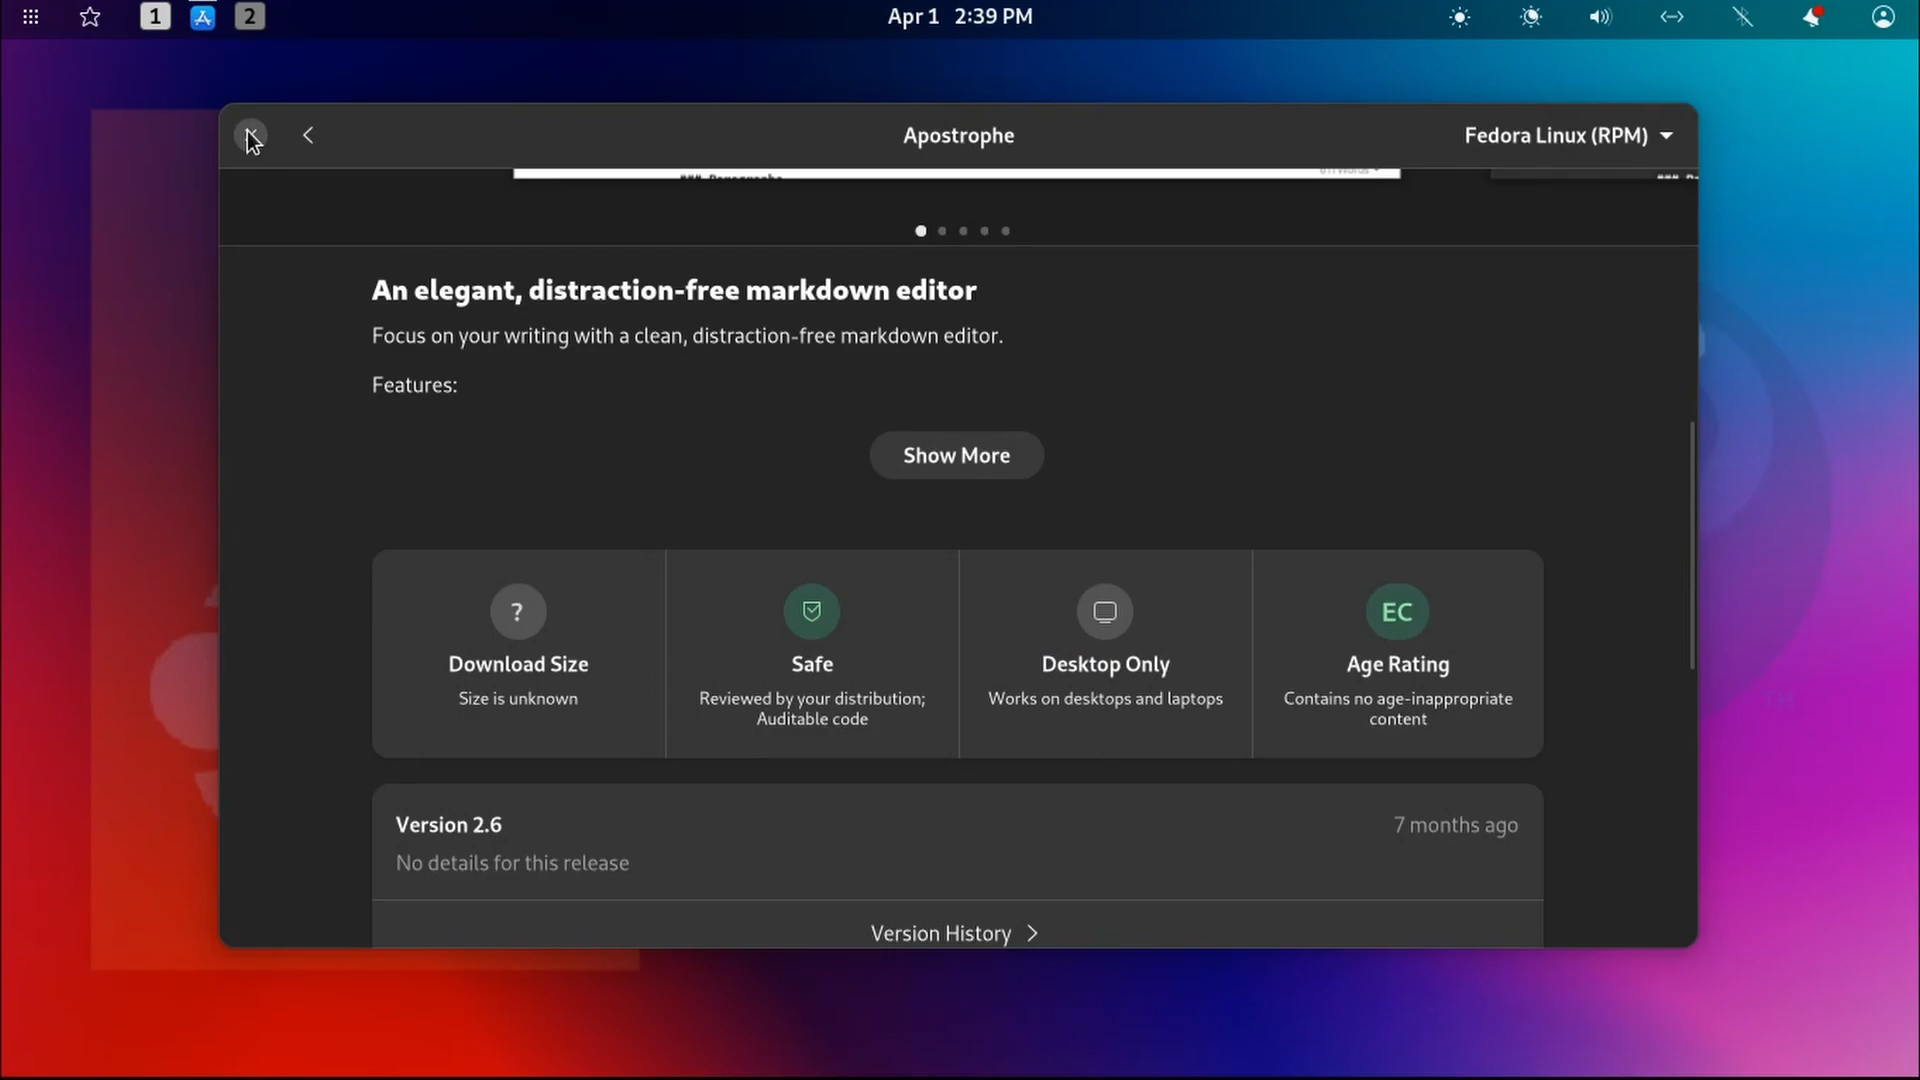 1
2
Apr 1 2:39 PM
Apostrophe
Fedora Linux (RPM)
An elegant, distraction-free markdown editor
Focus on your writing with a clean, distraction-free markdown editor.
Features:
Show More
?
EC
Download Size
Safe
Desktop Only
Age Rating
Size is unknown
Reviewed by your distribution;
Auditable code
Works on desktops and laptops
Contains no age-inappropriate
content
Version 2.6
7 months ago
No details for this release
Version History
TM